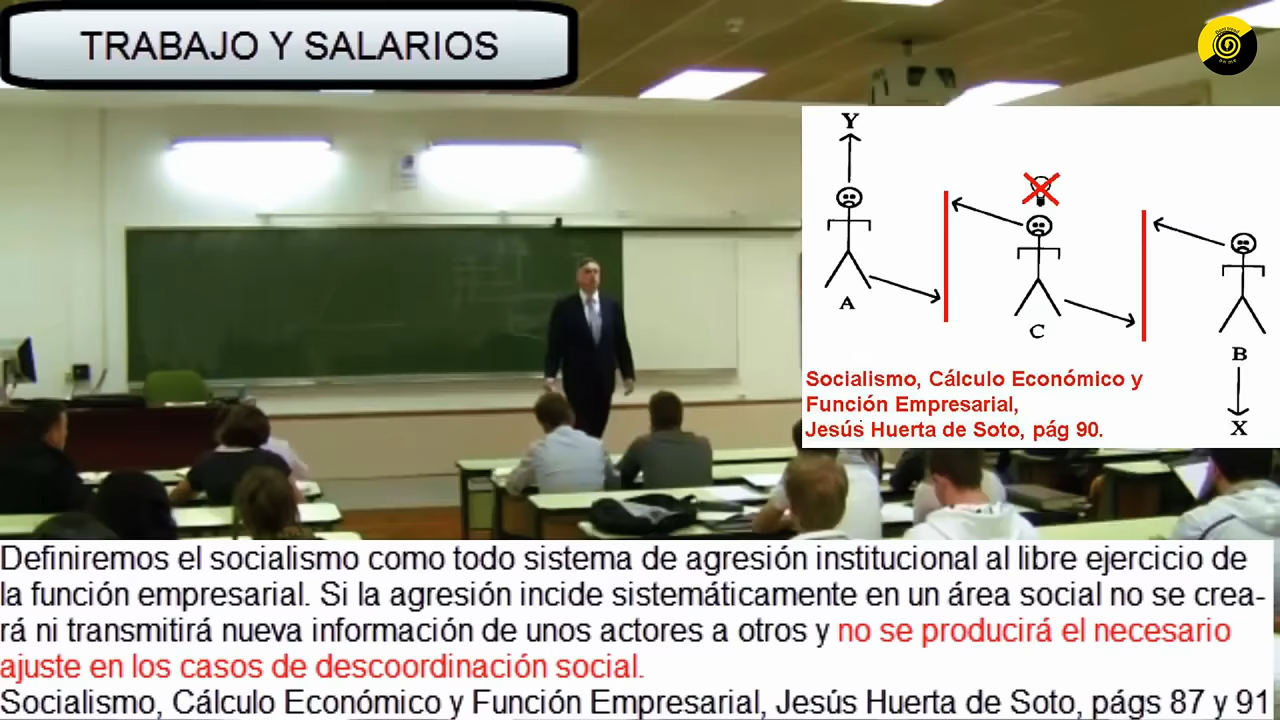 TRABAJO Y SALARIOS
Y
A
C
B
X
Socialismo, Cálculo Económico y
Función Empresarial,
Jesús Huerta de Soto, pág 90.
Definiremos el socialismo como todo sistema de agresión institucional al libre ejercicio de
la función empresarial. Si la agresión incide sistemáticamente en un área social no se crea-
rá ni transmitirá nueva información de unos actores a otros y no se producirá el necesario
ajuste en los casos de descoordinación social.
Socialismo, Cálculo Económico y Función Empresarial, Jesús Huerta de Soto, págs 87 y 91